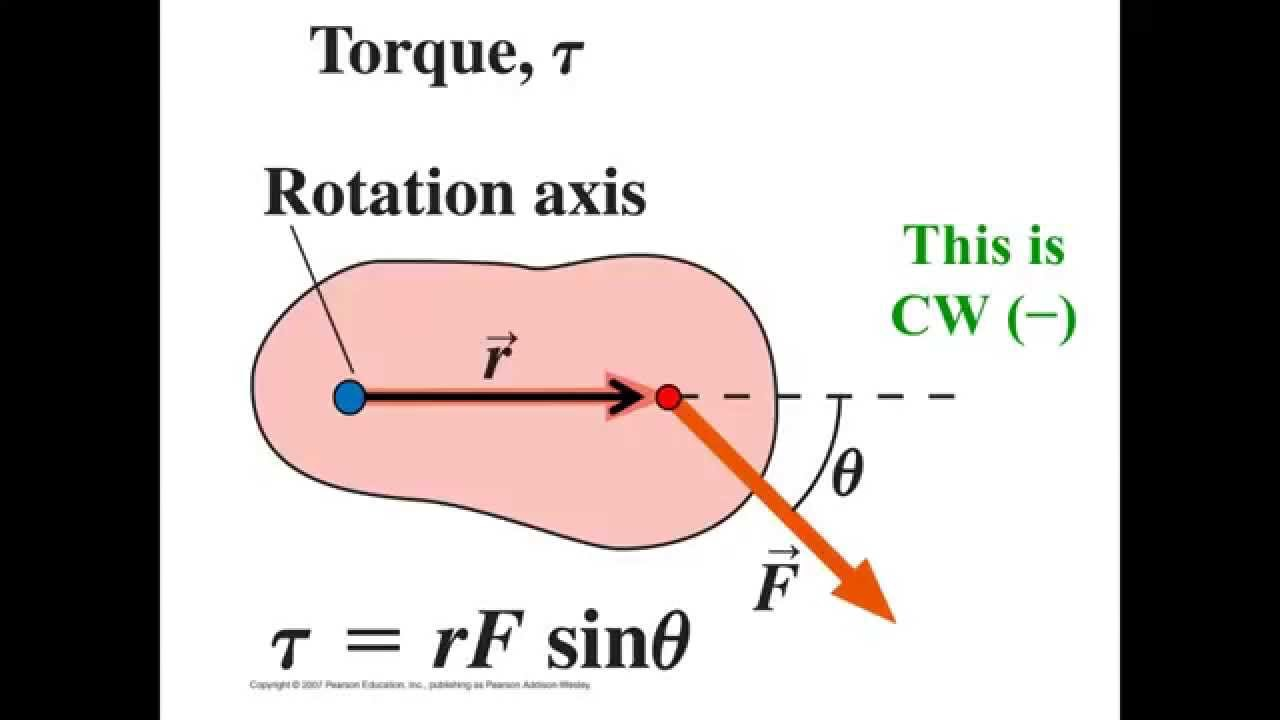 Torque, τ
Rotation axis
This is
CW (−)
r⃗
θ
F⃗
τ = rF sinθ
Copyright © 2007 Pearson Education, Inc., publishing as Pearson Addison-Wesley.